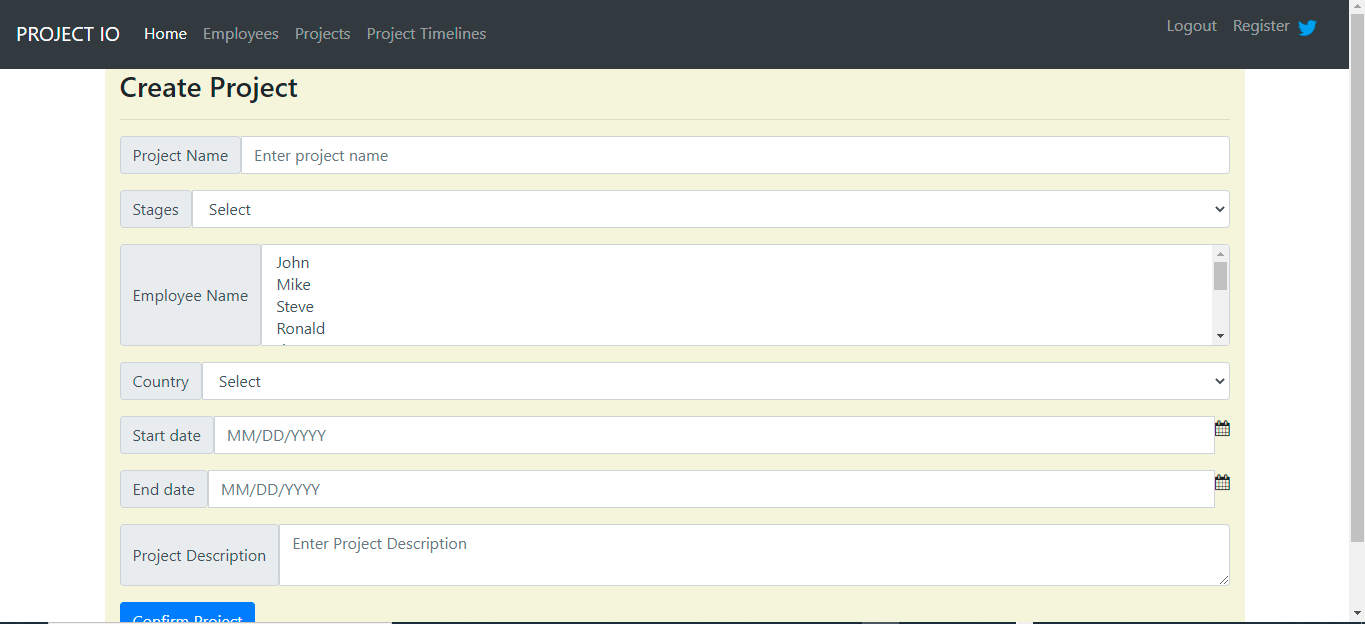 PROJECT IO Home Employees Projects Project Timelines Logout Register
Create Project
Project Name Enter project name
Stages Select
Employee Name
John
Mike
Steve
Ronald
Country Select
Start date MM/DD/YYYY
End date MM/DD/YYYY
Project Description Enter Project Description
Confirm Project